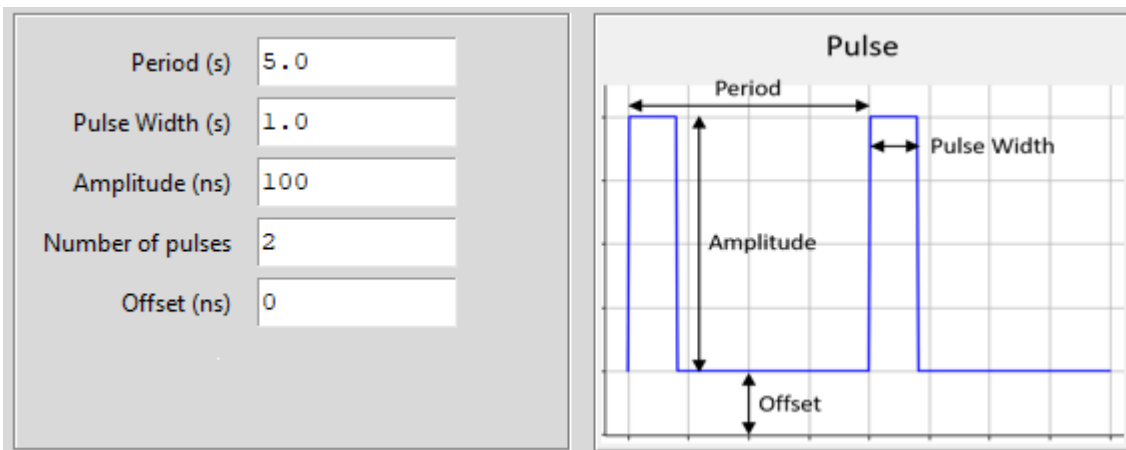 Period (s) 5.0
Pulse Width (s) 1.0
Amplitude (ns) 100
Number of pulses 2
Offset (ns) 0
Pulse
Period
Pulse Width
Amplitude
Offset